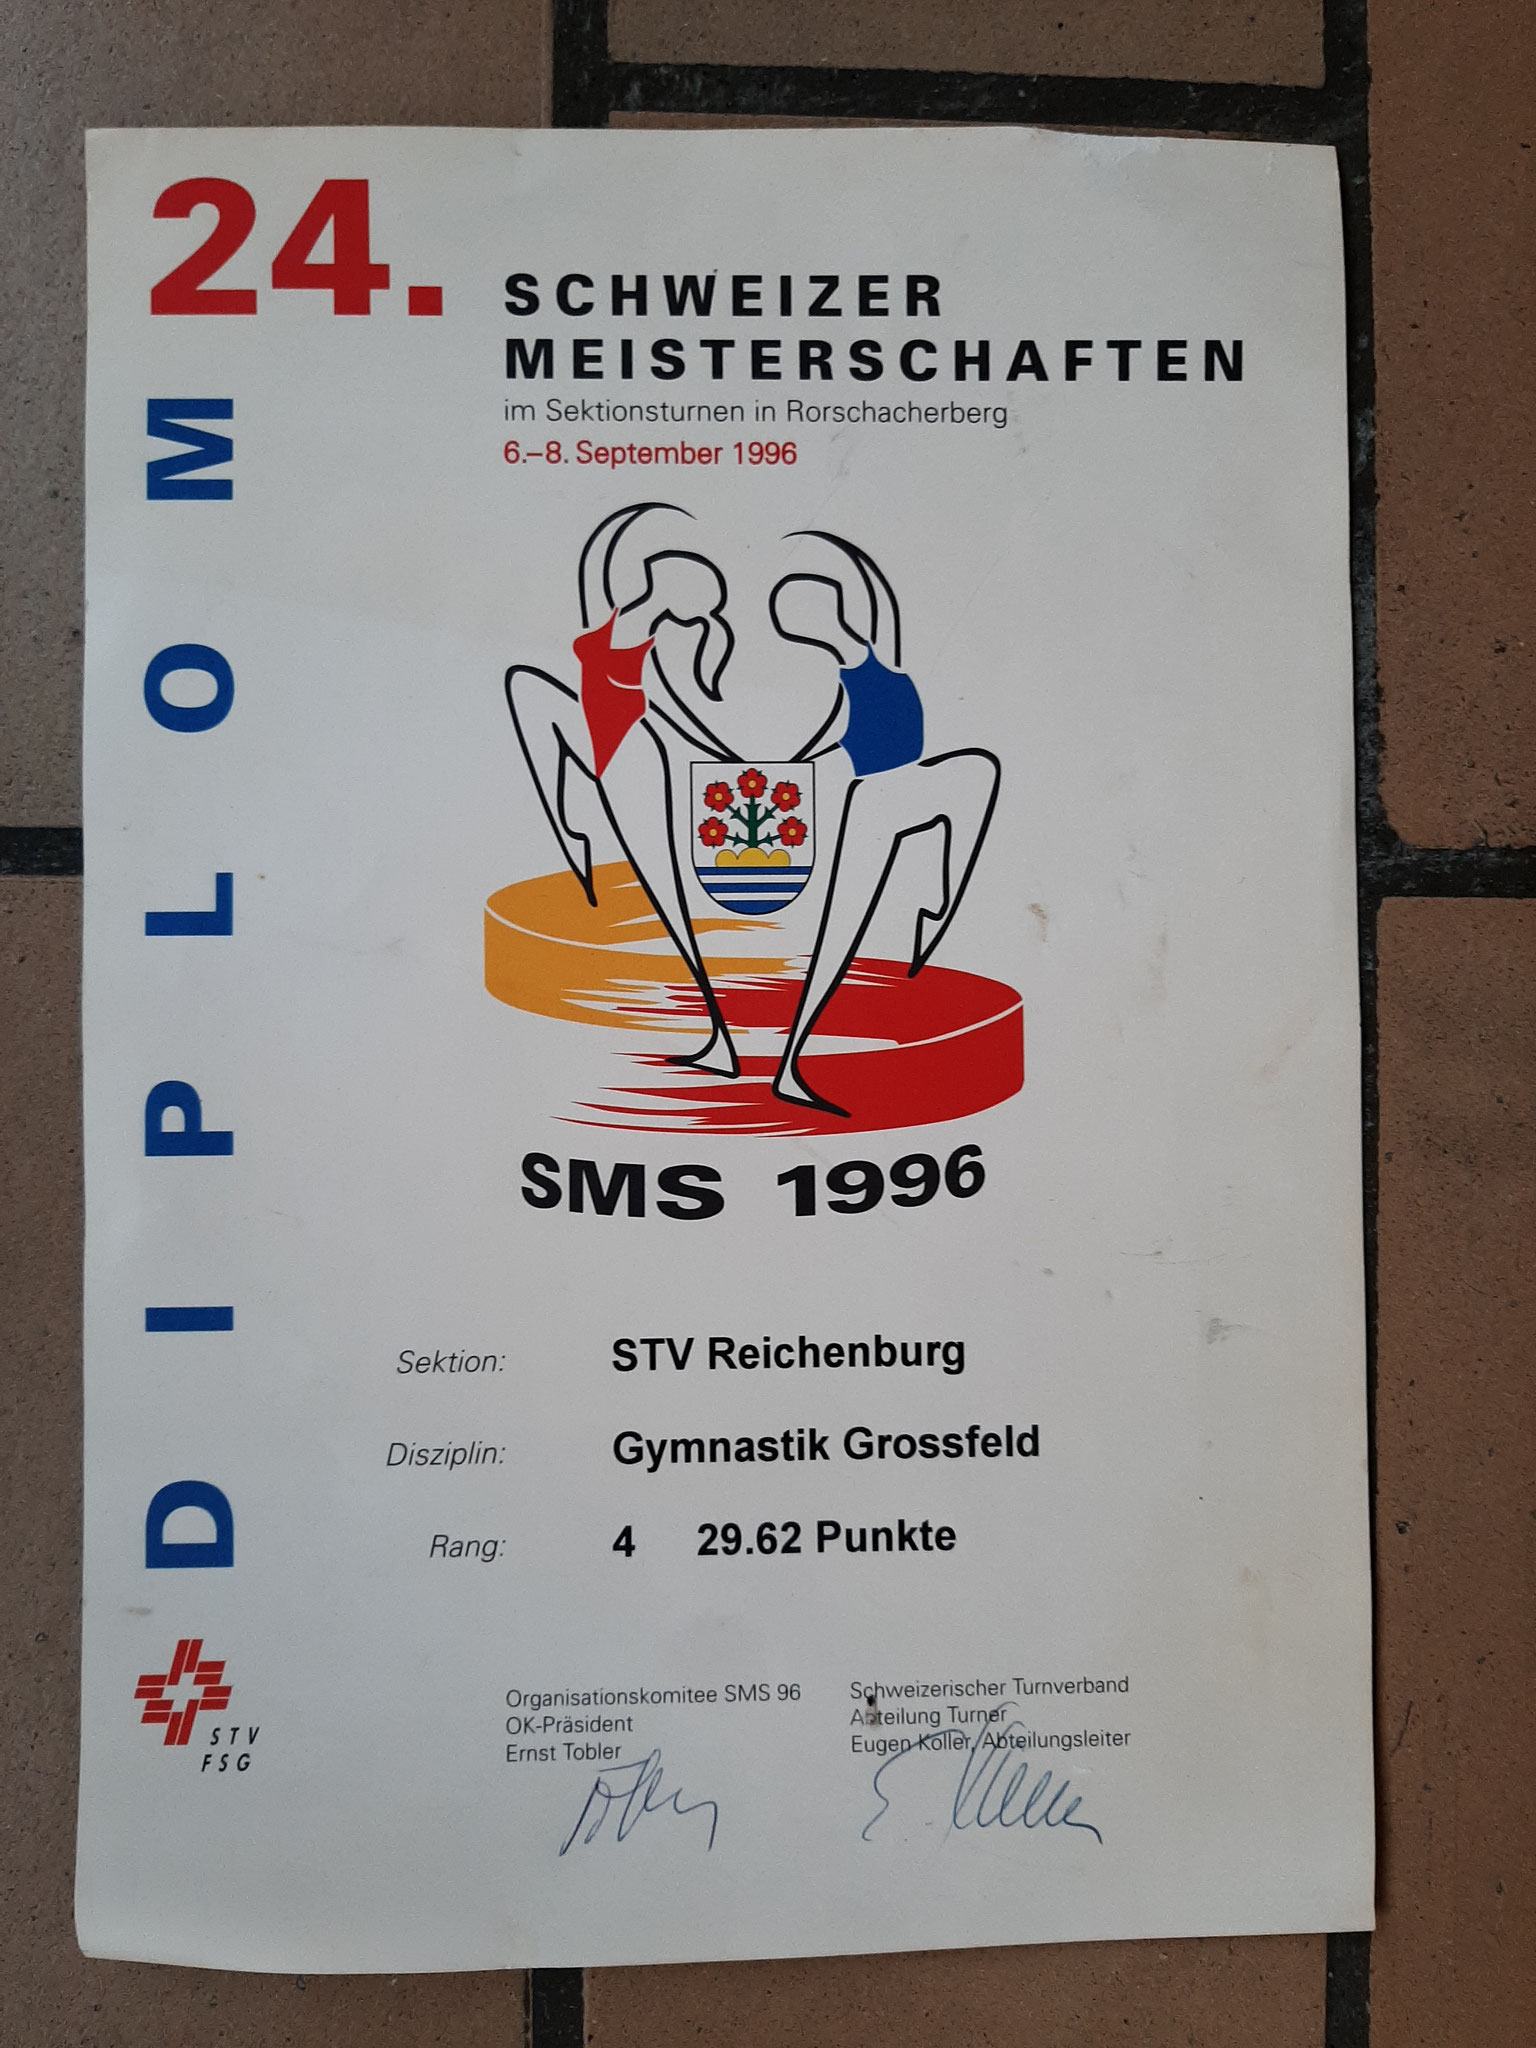 24.
SCHWEIZER
MEISTERSCHAFTEN
im Sektionsturnen in Rorschacherberg
6.–8. September 1996
DIPLOM
SMS 1996
Sektion: STV Reichenburg
Disziplin: Gymnastik Grossfeld
Rang: 4 29.62 Punkte
STV
FSG
Organisationskomitee SMS 96
OK-Präsident
Ernst Tobler
Schweizerischer Turnverband
Abteilung Turner
Eugen Koller, Abteilungsleiter
E. Koller